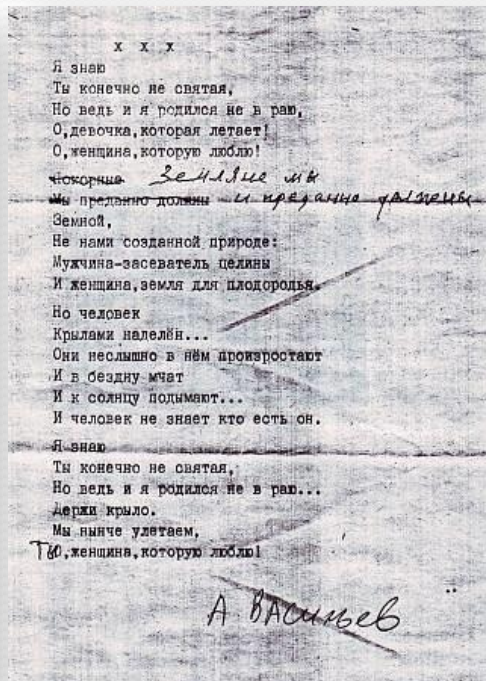 х х х
Я знаю
Ты конечно не святая,
Но ведь и я родился не в раю,
О,девочка,которая летает!
О,женщина,которую люблю!
Покорные Земляне мы
Мы преданно должны и преданно должны
Земной,
Не нами созданной природе:
Мужчина-засеватель целины
И женщина,земля для плодородья.
Но человек
Крылами наделён...
Они неслышно в нём произростают
И в бездну мчат
И к солнцу подымают...
И человек не знает кто есть он.
Я знаю
Ты конечно не святая,
Но ведь и я родился не в раю...
Держи крыло.
Мы нынче улетаем,
ТЫ О,женщина,которую люблю!
А ВАСильев